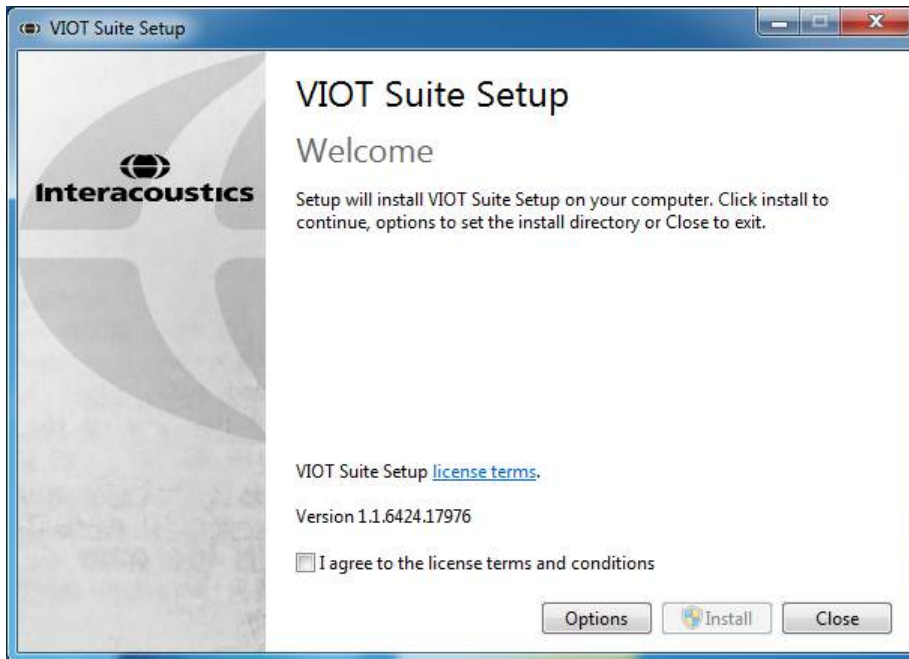 VIOT Suite Setup
Interacoustics
VIOT Suite Setup
Welcome
Setup will install VIOT Suite Setup on your computer. Click install to
continue, options to set the install directory or Close to exit.
VIOT Suite Setup license terms.
Version 1.1.6424.17976
I agree to the license terms and conditions
Options
Install
Close